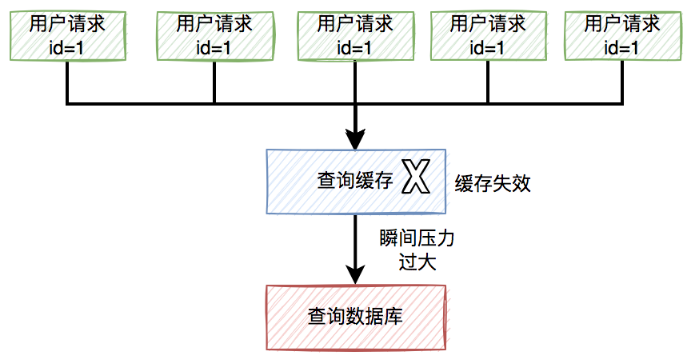 用户请求
id=1
用户请求
id=1
用户请求
id=1
用户请求
id=1
用户请求
id=1
查询缓存 X
缓存失效
瞬间压力
过大
查询数据库